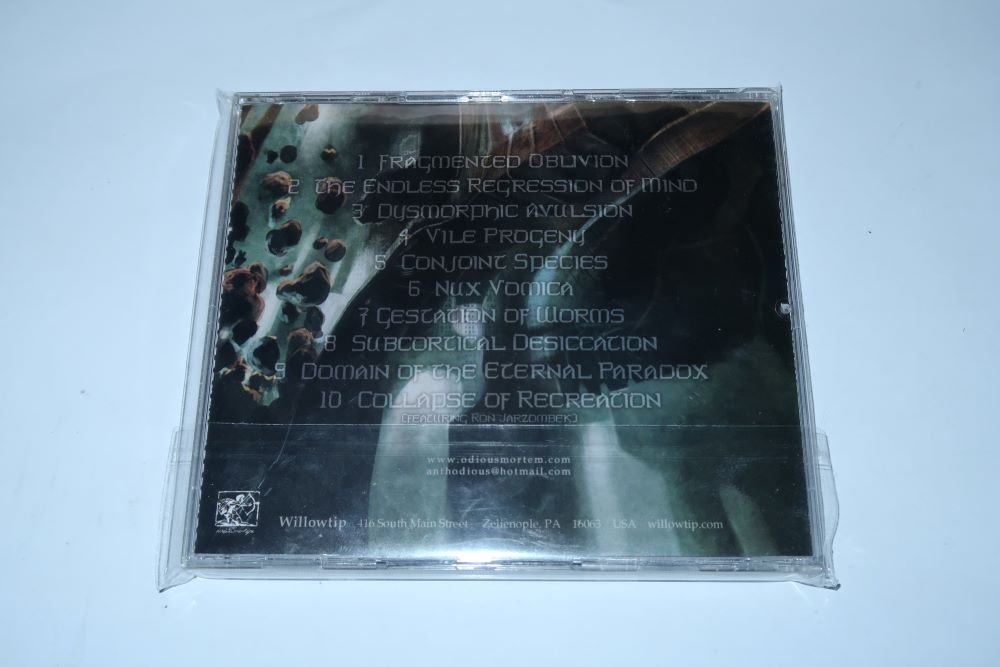 1 Fragmented Oblivion
2 The Endless Regression of Mind
3 Dysmorphic Avulsion
4 Vile Progeny
5 Conjoint Species
6 Nux Vomica
7 Gestation of Worms
8 Subcortical Desiccation
9 Domain of the Eternal Paradox
10 Collapse of Recreation
(featuring Ron Jarzombek)
www.odiousmortem.com
anthodious@hotmail.com
Willowtip 416 South Main Street Zelienople, PA 16063 USA willowtip.com